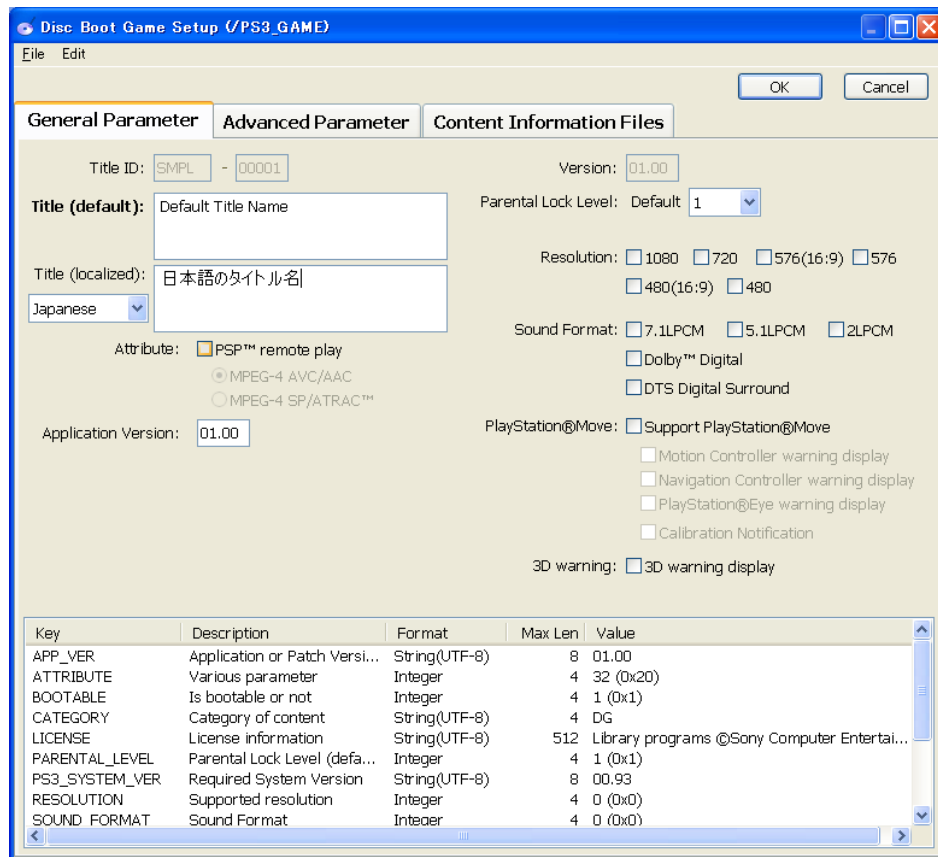 Disc Boot Game Setup (/PS3_GAME)
File Edit
OK Cancel
General Parameter Advanced Parameter Content Information Files
Title ID: SMPL - 00001 Version: 01.00
Title (default): Default Title Name Parental Lock Level: Default 1
Title (localized): 日本語のタイトル名 Resolution: 1080 720 576(16:9) 576
480(16:9) 480
Japanese
Sound Format: 7.1LPCM 5.1LPCM 2LPCM
Attribute: PSP™ remote play Dolby™ Digital
MPEG-4 AVC/AAC DTS Digital Surround
MPEG-4 SP/ATRAC™
Application Version: 01.00 PlayStation®Move: Support PlayStation®Move
Motion Controller warning display
Navigation Controller warning display
PlayStation®Eye warning display
Calibration Notification
3D warning: 3D warning display
Key Description Format Max Len Value
APP_VER Application or Patch Versi... String(UTF-8) 8 01.00
ATTRIBUTE Various parameter Integer 4 32 (0x20)
BOOTABLE Is bootable or not Integer 4 1 (0x1)
CATEGORY Category of content String(UTF-8) 4 DG
LICENSE License information String(UTF-8) 512 Library programs ©Sony Computer Entertai...
PARENTAL_LEVEL Parental Lock Level (defa... Integer 4 1 (0x1)
PS3_SYSTEM_VER Required System Version String(UTF-8) 8 00.93
RESOLUTION Supported resolution Integer 4 0 (0x0)
SOUND_FORMAT Sound Format Integer 4 0 (0x0)